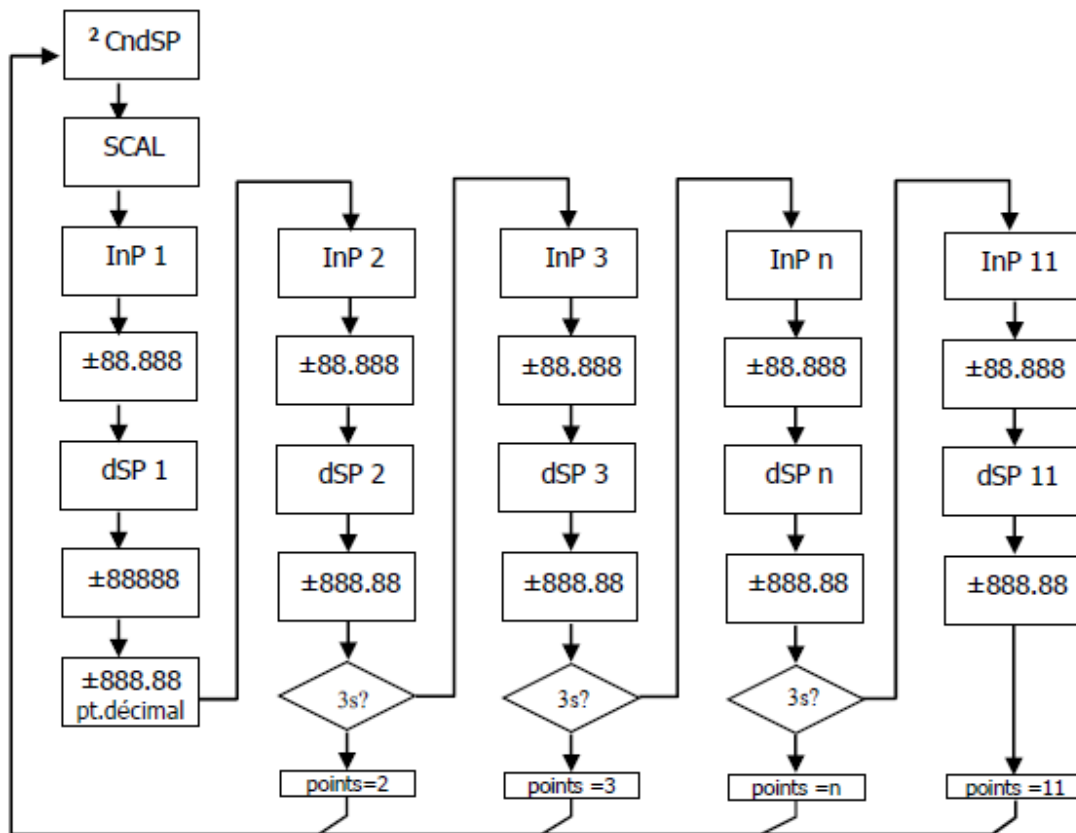 ² CndSP
SCAL
InP 1
±88.888
dSP 1
±88888
±888.88
pt.décimal
InP 2
±88.888
dSP 2
±888.88
3s?
points=2
InP 3
±88.888
dSP 3
±888.88
3s?
points =3
InP n
±88.888
dSP n
±888.88
3s?
points =n
InP 11
±88.888
dSP 11
±888.88
points =11